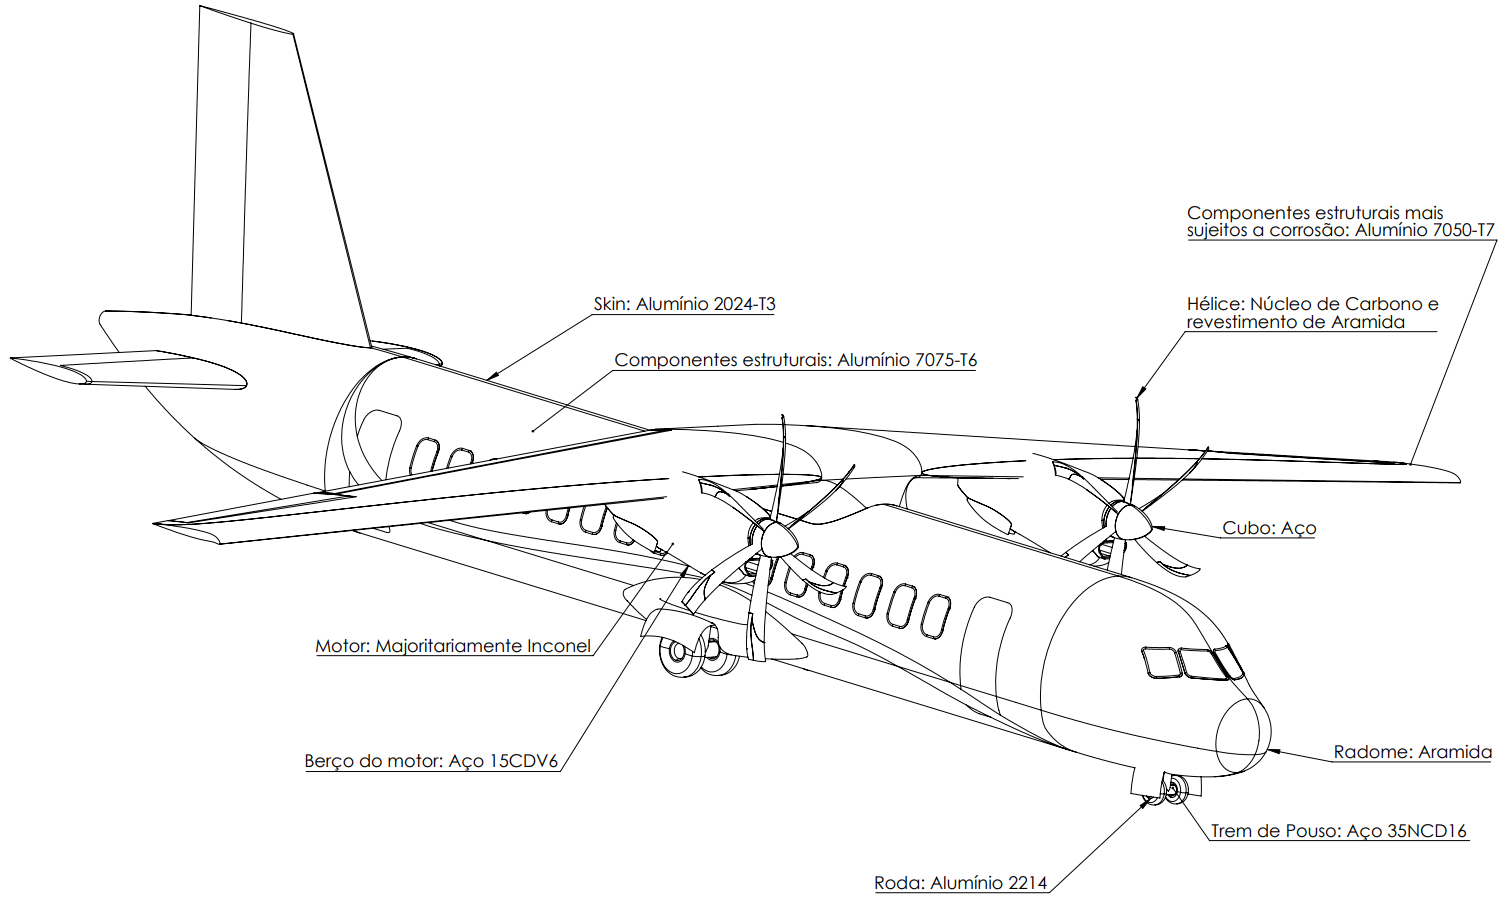 Componentes estruturais mais
sujeitos a corrosão: Alumínio 7050-T7
Skin: Alumínio 2024-T3
Hélice: Núcleo de Carbono e
revestimento de Aramida
Componentes estruturais: Alumínio 7075-T6
Cubo: Aço
Motor: Majoritariamente Inconel
Berço do motor: Aço 15CDV6
Radome: Aramida
Trem de Pouso: Aço 35NCD16
Roda: Alumínio 2214